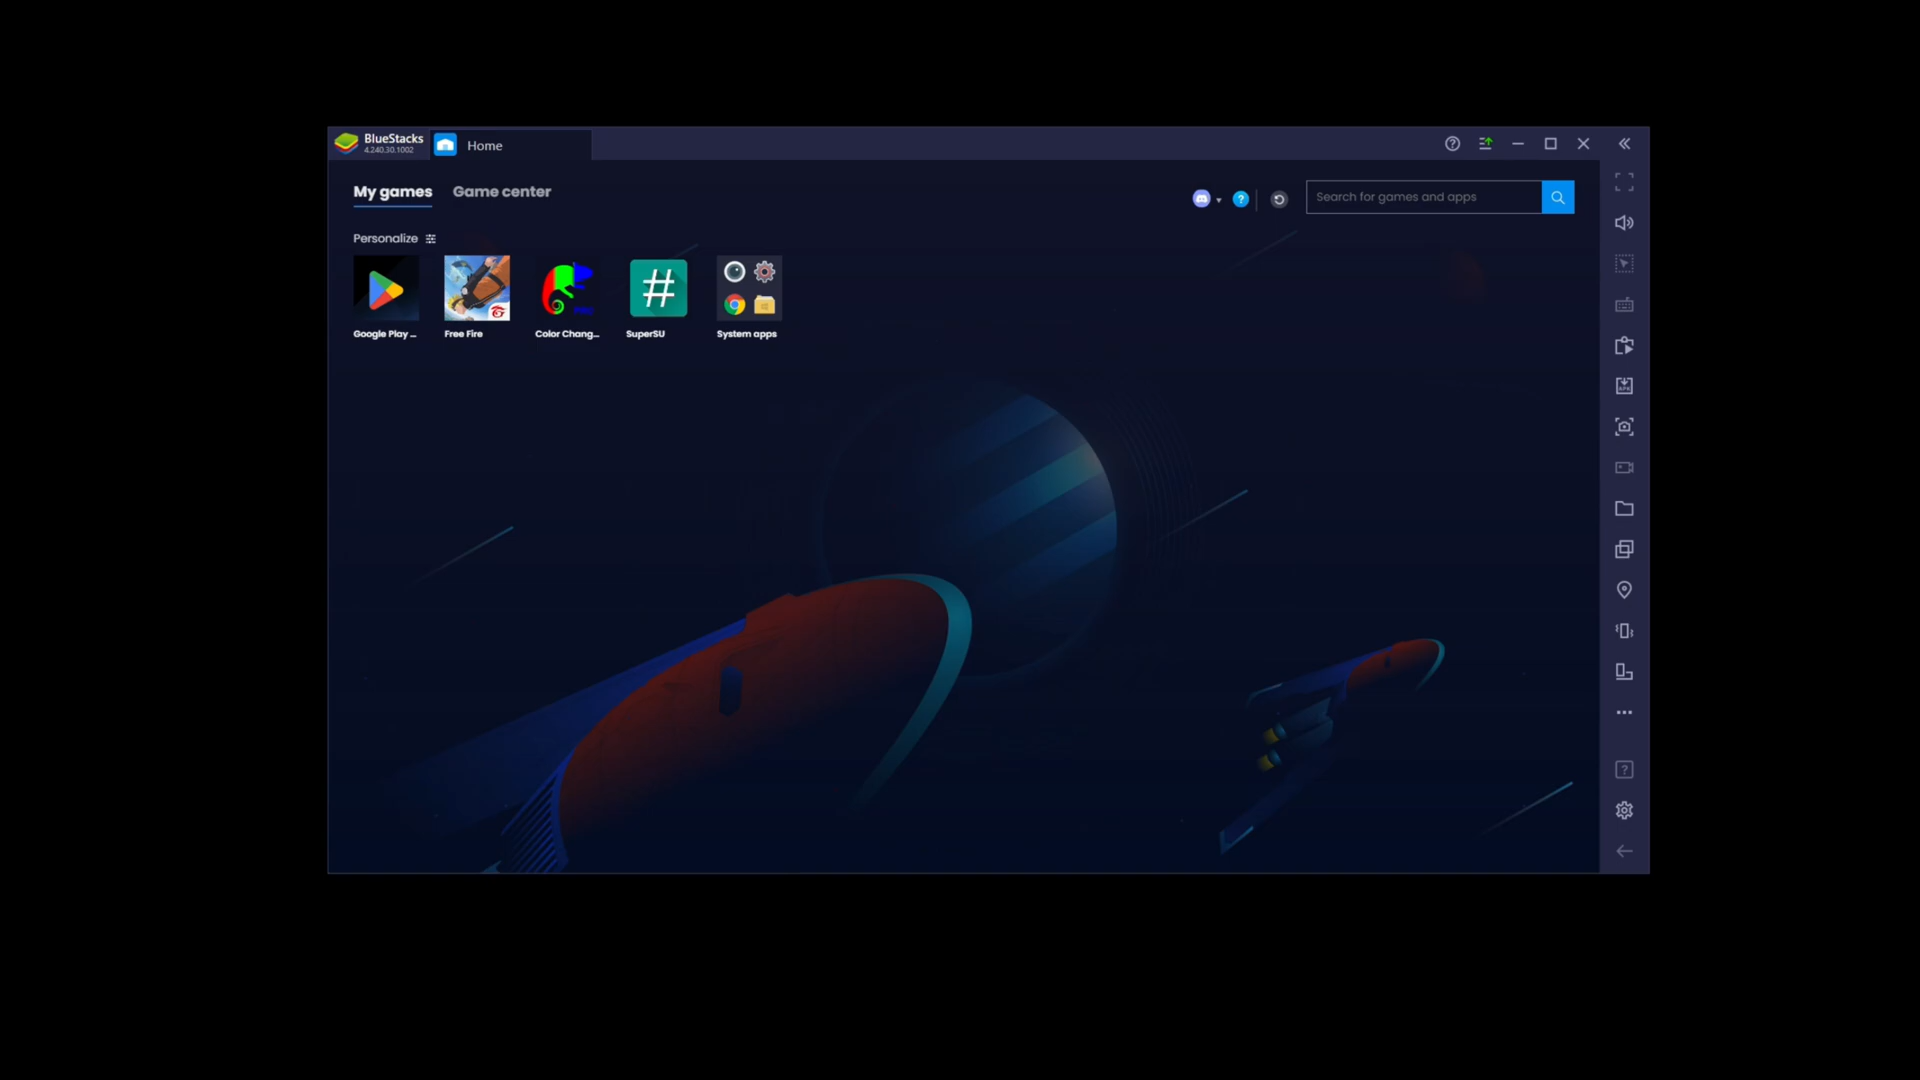 BlueStacks
4.240.30.1002
Home
My games
Game center
Search for games and apps
Personalize
Google Play ...
Free Fire
Color Chang...
SuperSU
System apps